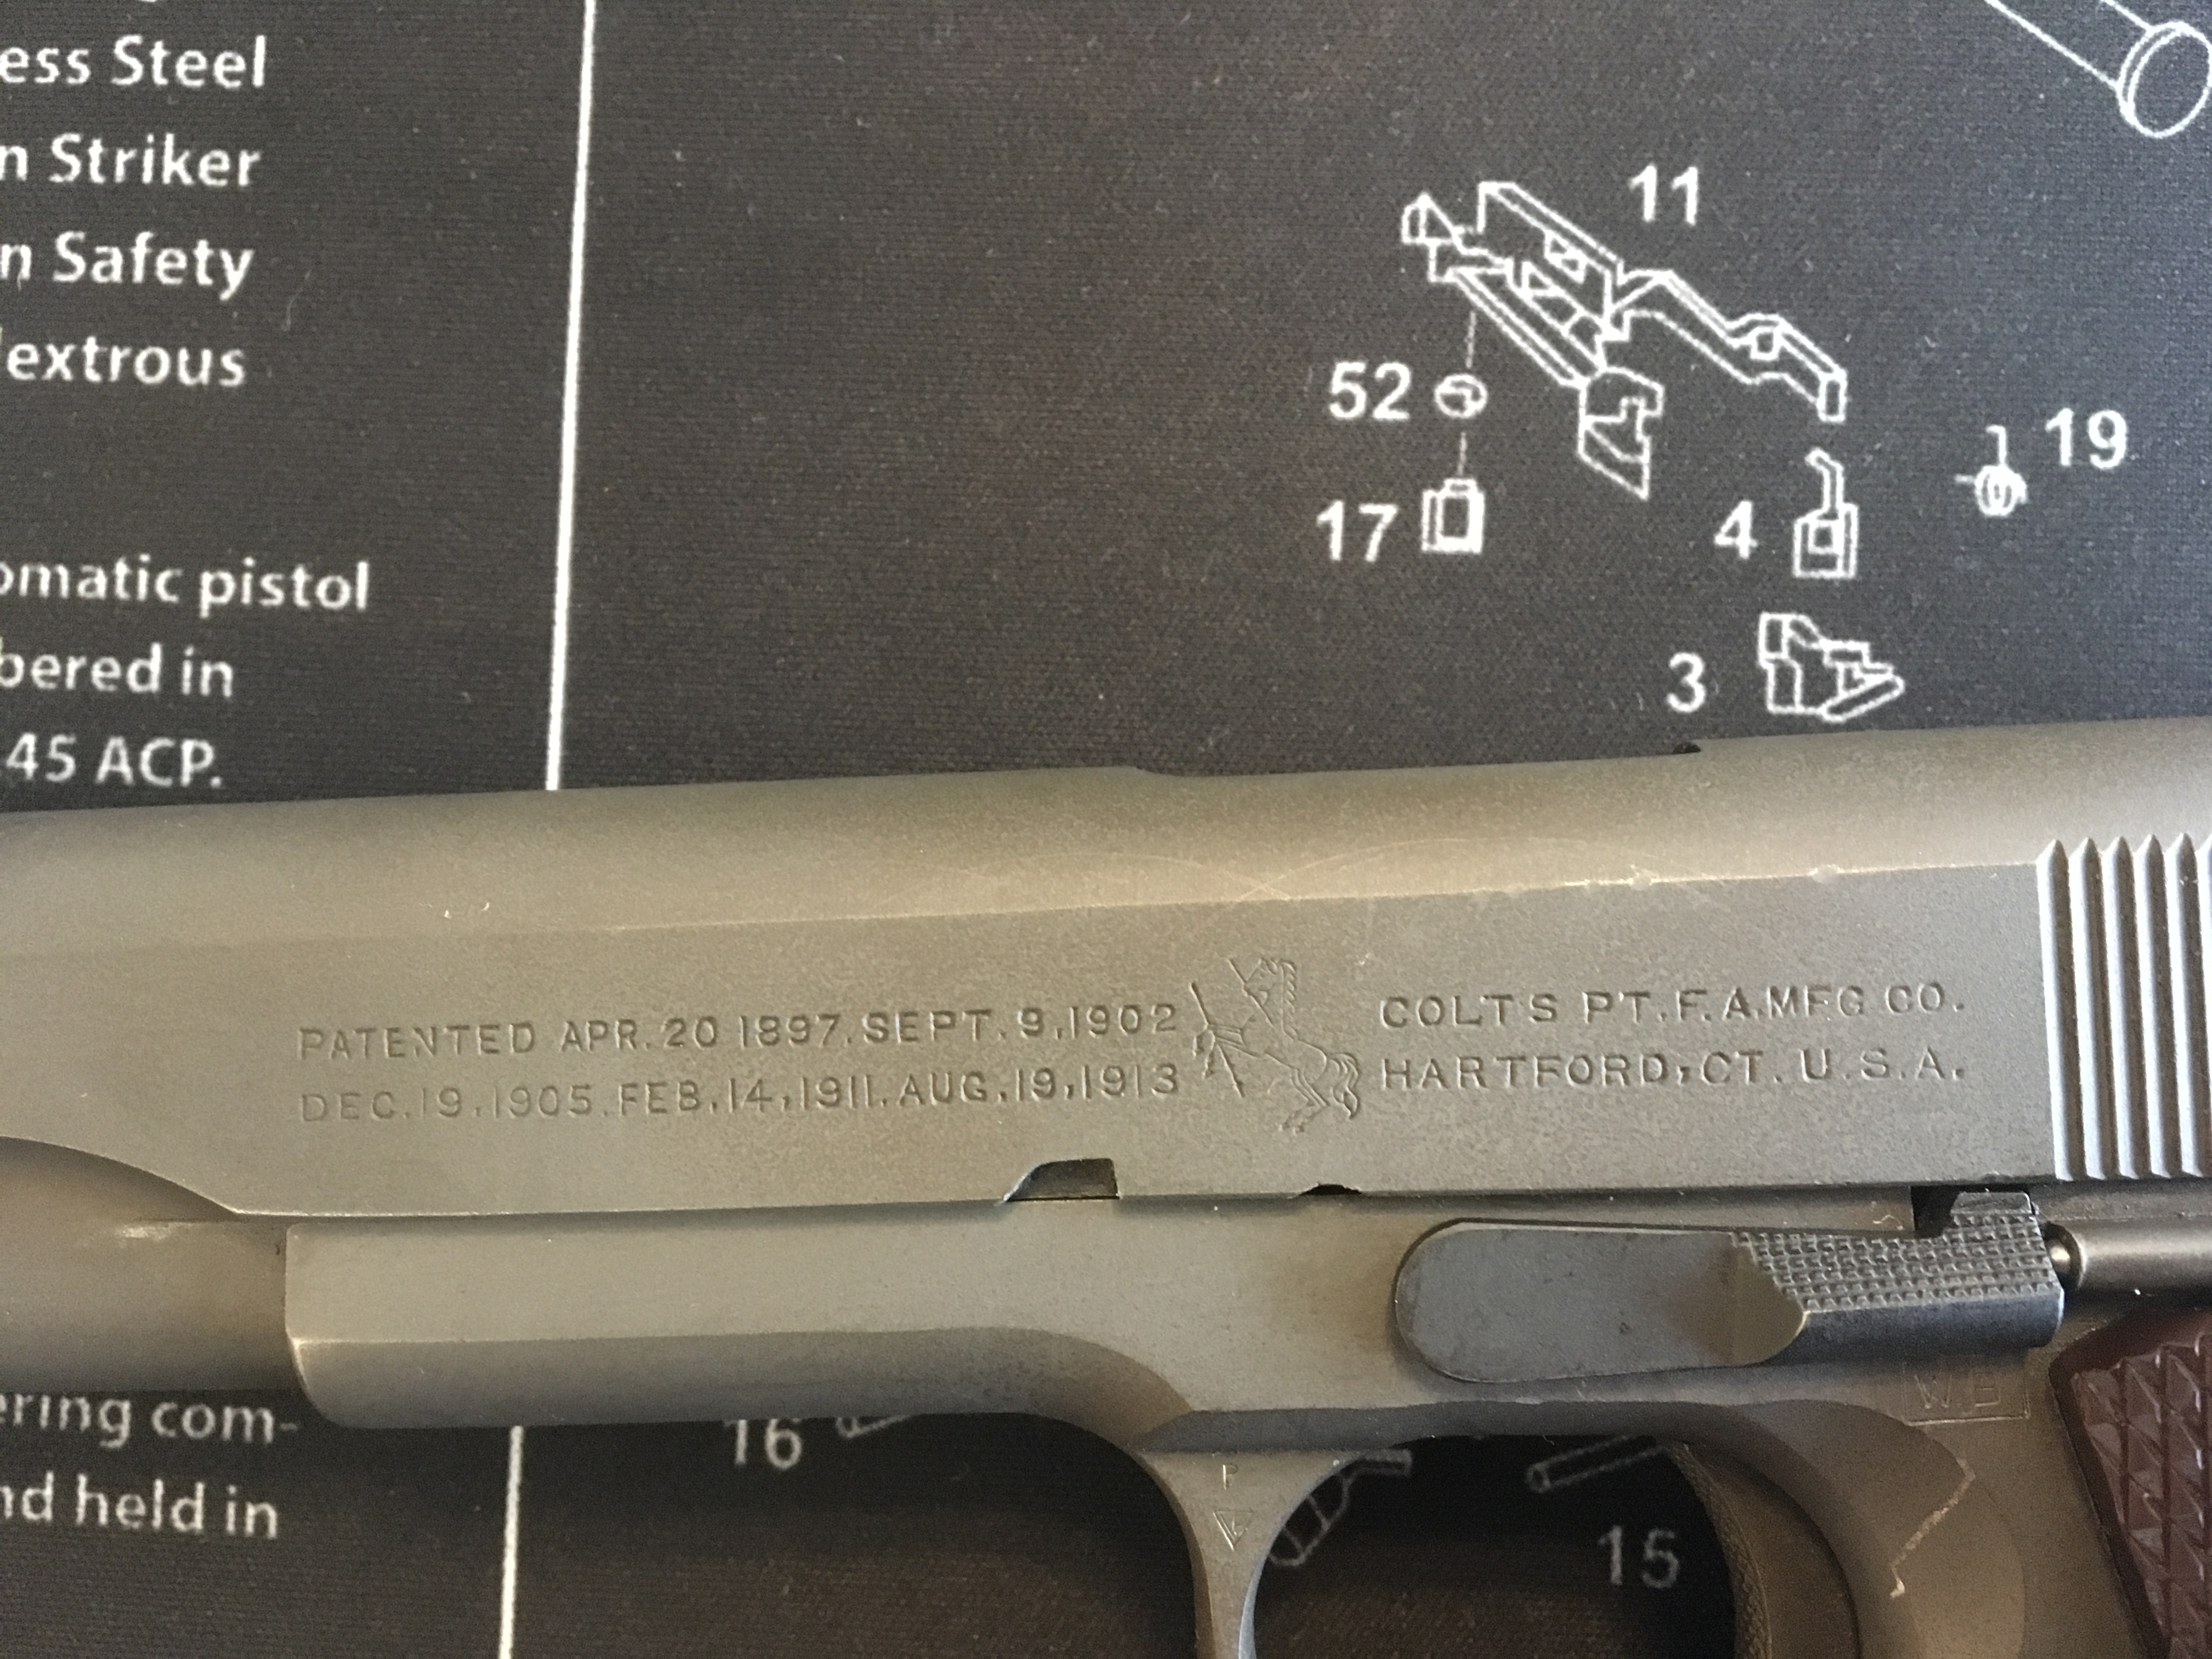 ess Steel
n Striker
n Safety
extrous
omatic pistol
bered in
45 ACP.
11
52
19
17
4
3
PATENTED APR. 20 1897. SEPT. 9, 1902
DEC. 19, 1905. FEB. 14, 1911. AUG. 19, 1913
COLT'S PT. F. A. MFG CO.
HARTFORD, CT. U. S. A.
WB
P
ering com-
nd held in
16
15